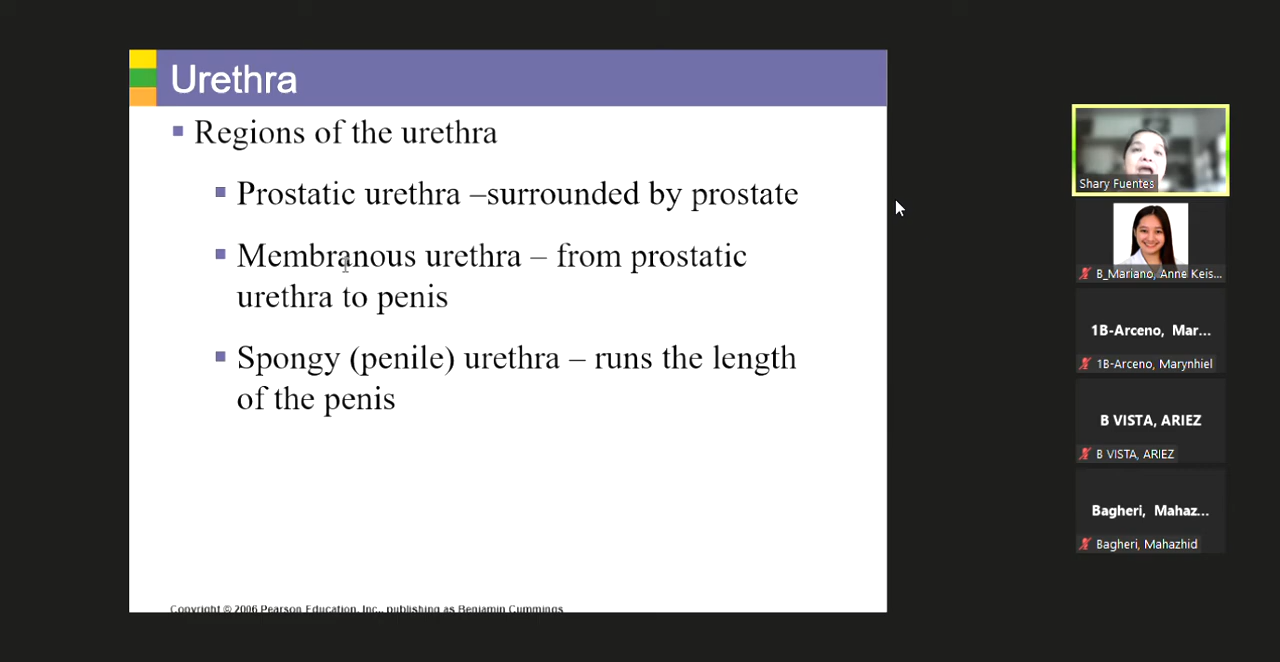 Urethra
Regions of the urethra
Prostatic urethra –surrounded by prostate
Membranous urethra – from prostatic
urethra to penis
Spongy (penile) urethra – runs the length
of the penis
Copyright © 2006 Pearson Education, Inc., publishing as Benjamin Cummings
Shary Fuentes
B_Mariano, Anne Keis...
1B-Arceno, Mar...
1B-Arceno, Marynhiel
B VISTA, ARIEZ
B VISTA, ARIEZ
Bagheri, Mahaz...
Bagheri, Mahazhid